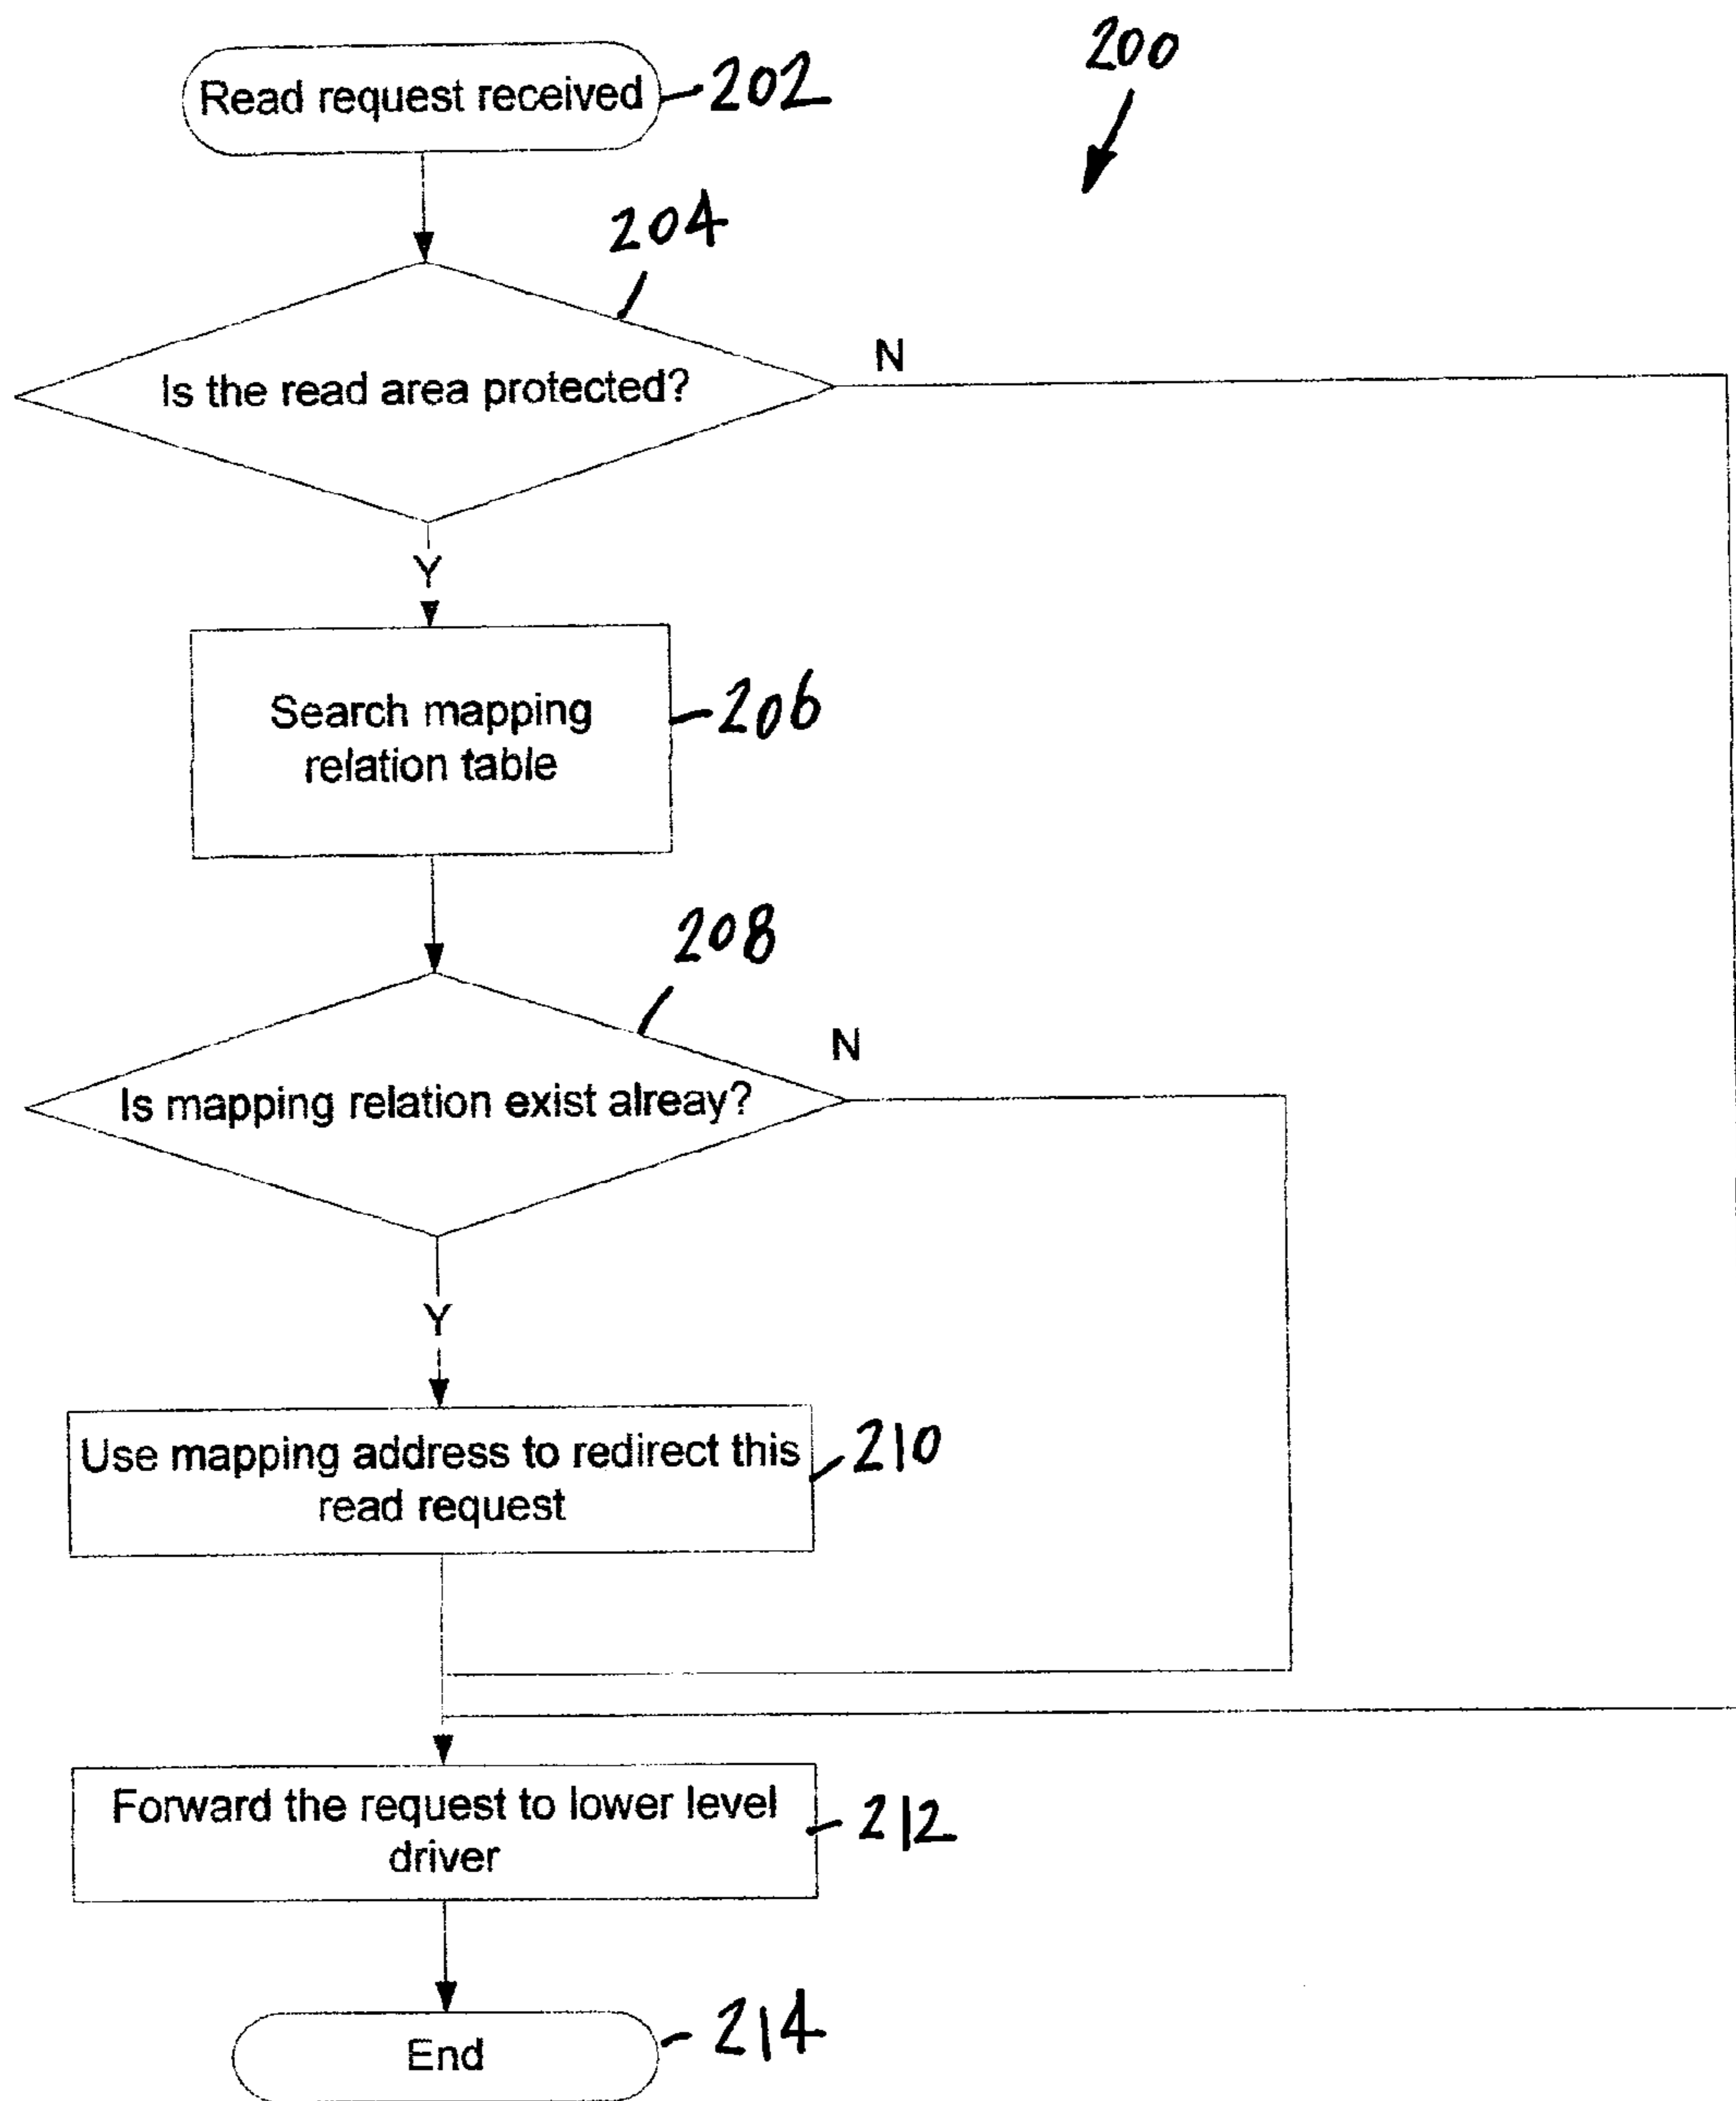 200
Read request received
202
204
Is the read area protected?
N
Y
Search mapping
relation table
206
208
Is mapping relation exist alreay?
N
Y
Use mapping address to redirect this
read request
210
Forward the request to lower level
driver
212
End
214